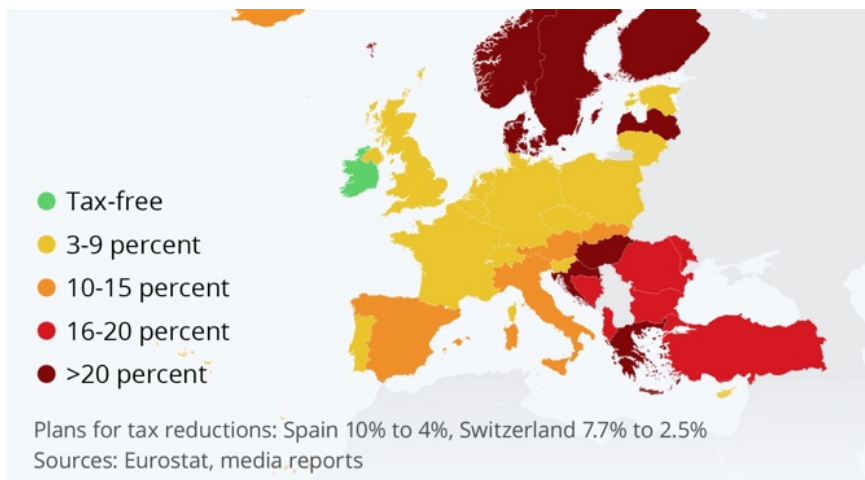 Tax-free
3-9 percent
10-15 percent
16-20 percent
>20 percent
Plans for tax reductions: Spain 10% to 4%, Switzerland 7.7% to 2.5%
Sources: Eurostat, media reports